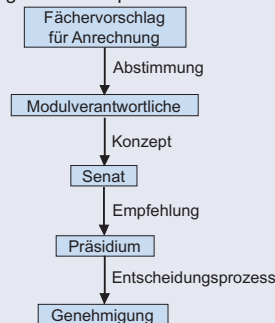 Fächervorschlag
für Anrechnung
Abstimmung
Modulverantwortliche
Konzept
Senat
Empfehlung
Präsidium
Entscheidungsprozess
Genehmigung